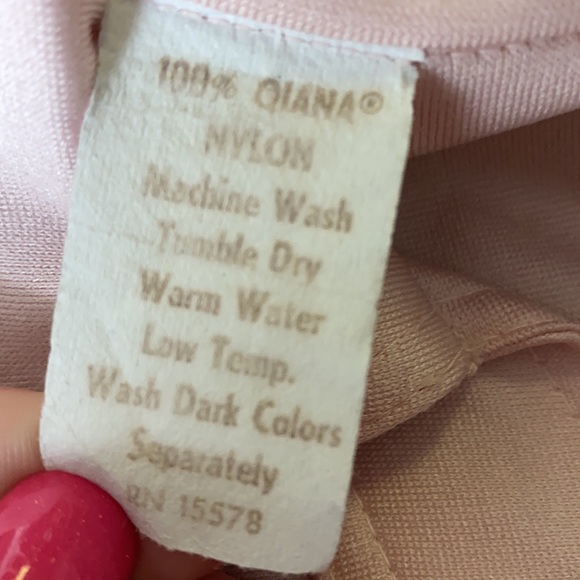 100% QIANA®
NYLON
Machine Wash
Tumble Dry
Warm Water
Low Temp.
Wash Dark Colors
Separately
RN 15578